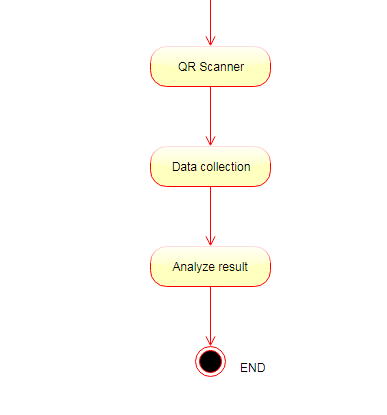 QR Scanner
Data collection
Analyze result
END